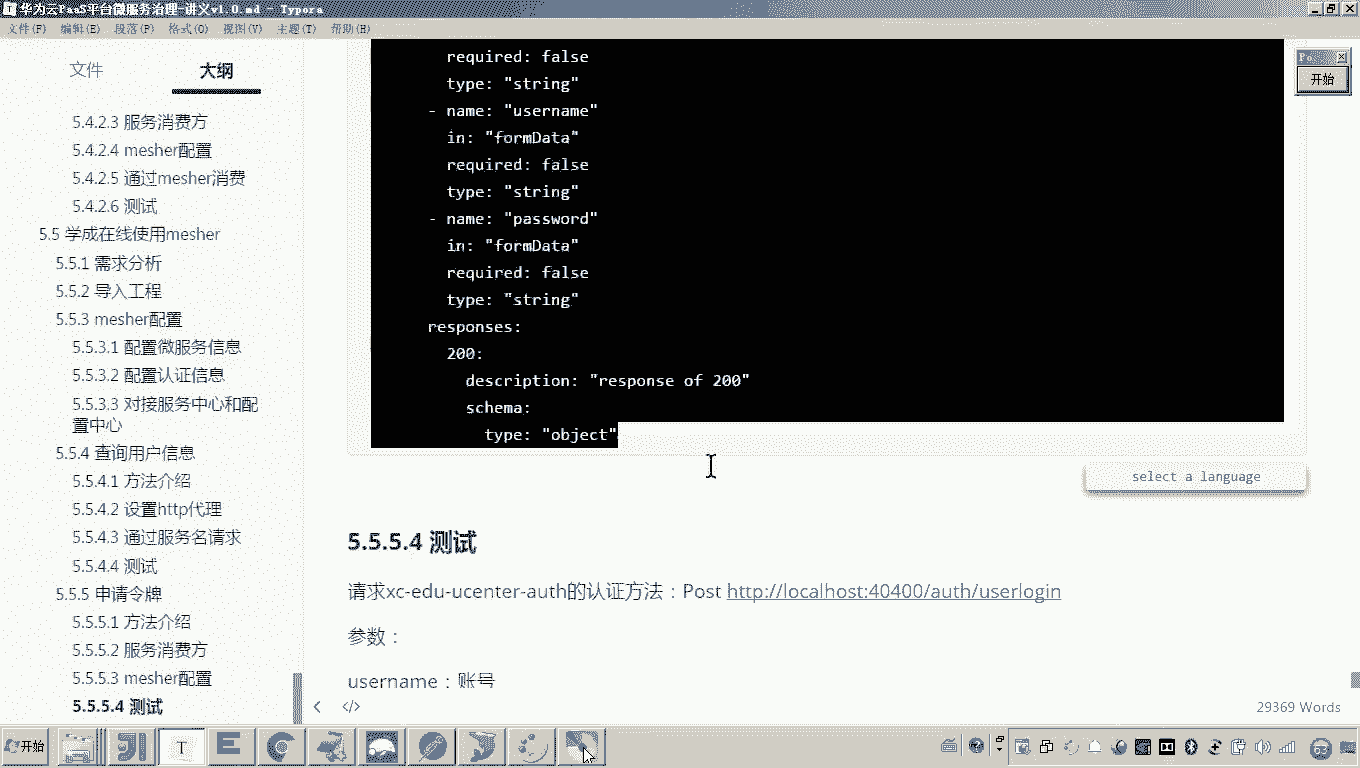 华为云PaaS平台微服务治理-讲义v1.0.md - Typora
文件(F) 编辑(E) 段落(P) 格式(O) 视图(V) 主题(T) 帮助(H)
文件 大纲
5.4.2.3 服务消费方
5.4.2.4 mesher配置
5.4.2.5 通过mesher消费
5.4.2.6 测试
5.5 学成在线使用mesher
5.5.1 需求分析
5.5.2 导入工程
5.5.3 mesher配置
5.5.3.1 配置微服务信息
5.5.3.2 配置认证信息
5.5.3.3 对接服务中心和配
置中心
5.5.4 查询用户信息
5.5.4.1 方法介绍
5.5.4.2 设置http代理
5.5.4.3 通过服务名请求
5.5.4.4 测试
5.5.5 申请令牌
5.5.5.1 方法介绍
5.5.5.2 服务消费方
5.5.5.3 mesher配置
5.5.5.4 测试
required: false
type: "string"
- name: "username"
in: "formData"
required: false
type: "string"
- name: "password"
in: "formData"
required: false
type: "string"
responses:
200:
description: "response of 200"
schema:
type: "object"
select a language
5.5.5.4 测试
请求xc-edu-ucenter-auth的认证方法：Post http://localhost:40400/auth/userlogin
参数：
username：账号
29369 Words
开始
开始